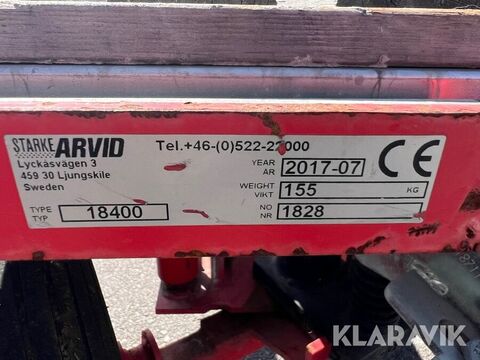 STARKE ARVID
Lyckåsvägen 3
459 30 Ljungskile
Sweden
TYPE
TYP
18400
Tel.+46-(0)522-22000
YEAR
ÅR
2017-07
WEIGHT
VIKT
155
KG
NO
NR
1828
CE
KLARAVIK